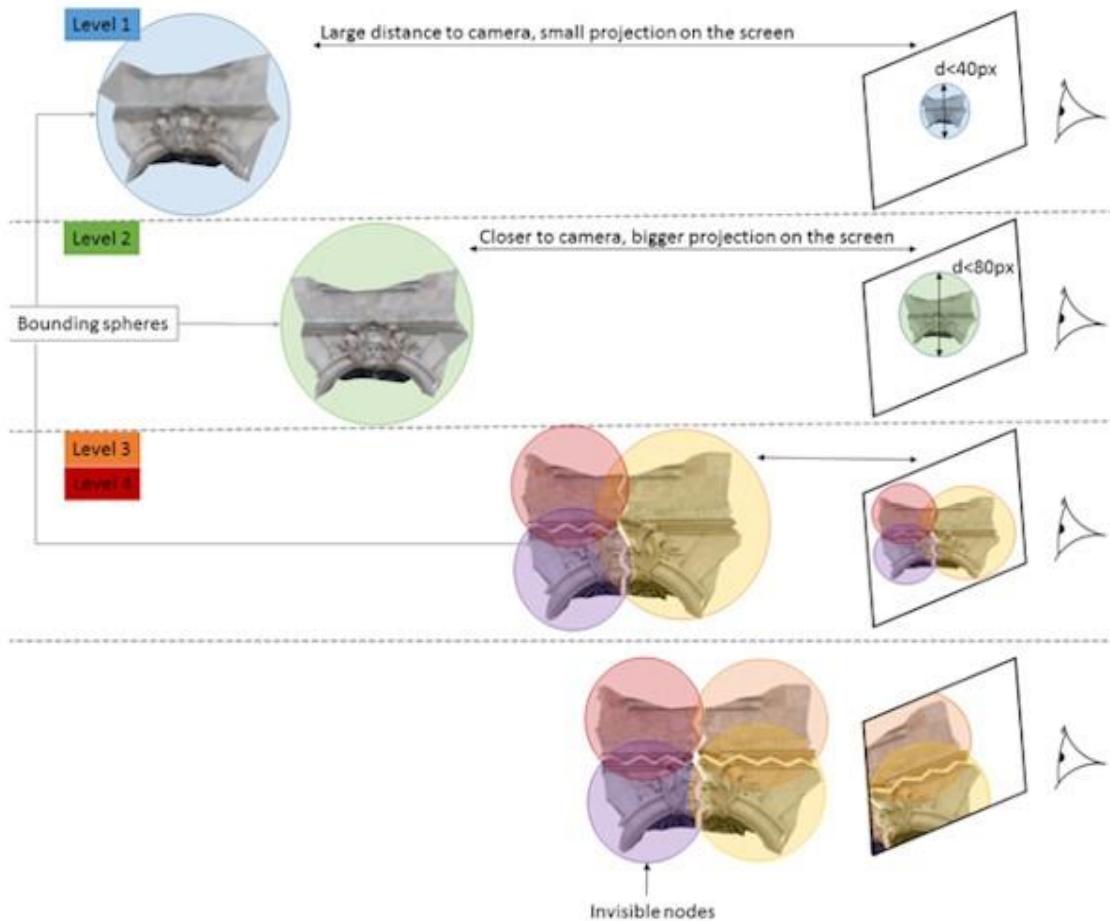 Level 1
Large distance to camera, small projection on the screen
d<40px
Level 2
Closer to camera, bigger projection on the screen
d<80px
Bounding spheres
Level 3
Level 4
Invisible nodes